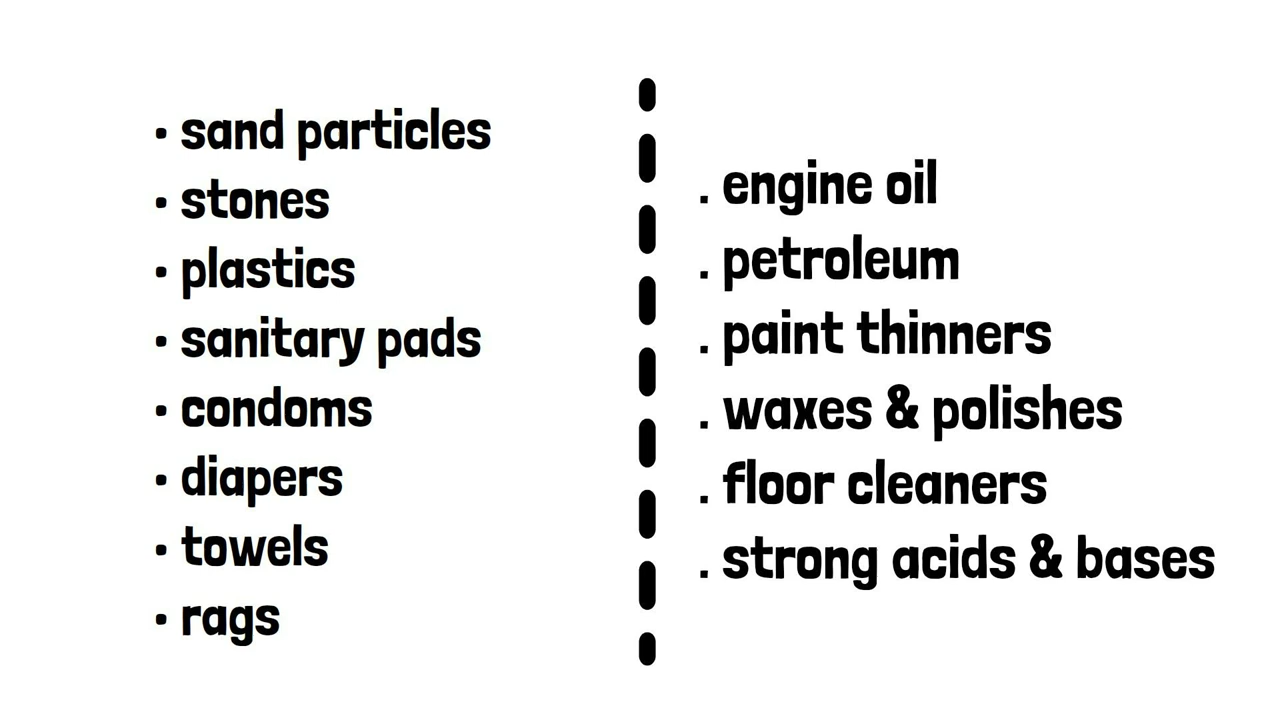 • sand particles
• stones
• plastics
• sanitary pads
• condoms
• diapers
• towels
• rags
. engine oil
. petroleum
. paint thinners
. waxes & polishes
. floor cleaners
. strong acids & bases